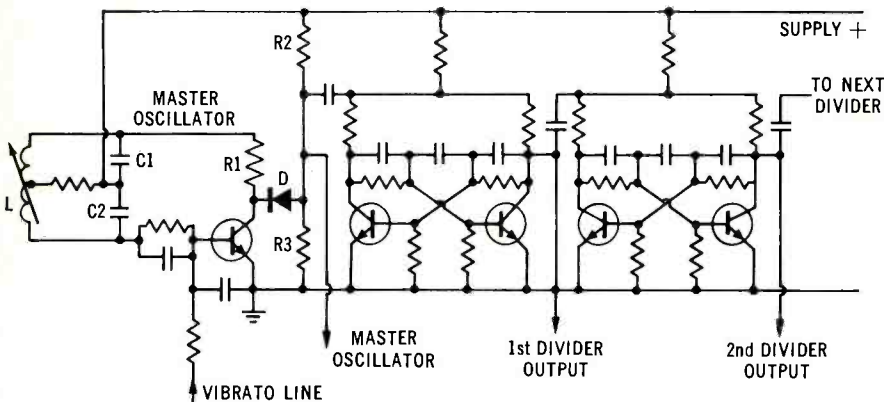 SUPPLY +
R2
MASTER
OSCILLATOR
TO NEXT
DIVIDER
C1
R1
D
L
C2
R3
MASTER
OSCILLATOR
1st DIVIDER
OUTPUT
2nd DIVIDER
OUTPUT
VIBRATO LINE